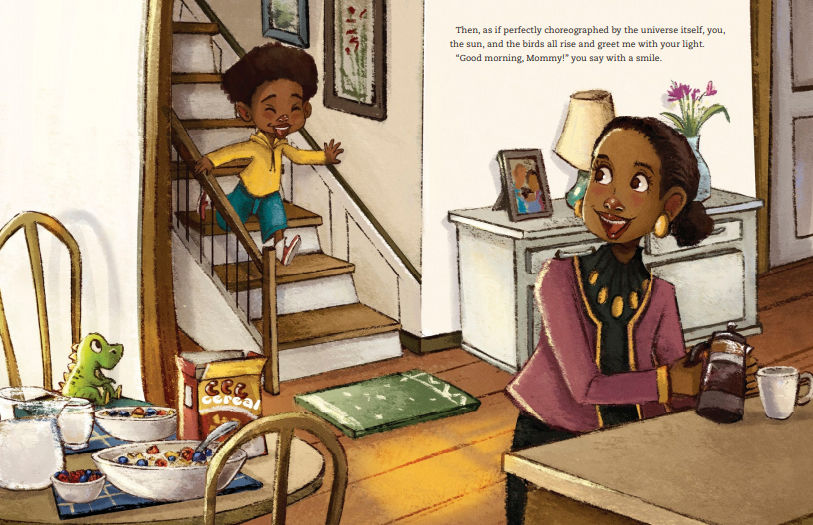 Then, as if perfectly choreographed by the universe itself, you,
the sun, and the birds all rise and greet me with your light.
"Good morning, Mommy!" you say with a smile.
cereal